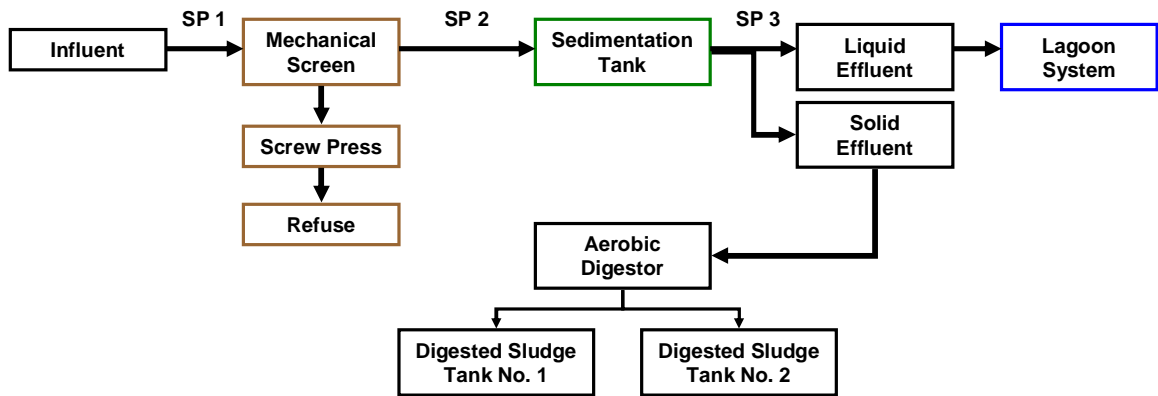 SP 1
SP 2
SP 3
Influent
Mechanical
Screen
Sedimentation
Tank
Liquid
Effluent
Lagoon
System
Screw Press
Solid
Effluent
Refuse
Aerobic
Digestor
Digested Sludge
Tank No. 1
Digested Sludge
Tank No. 2